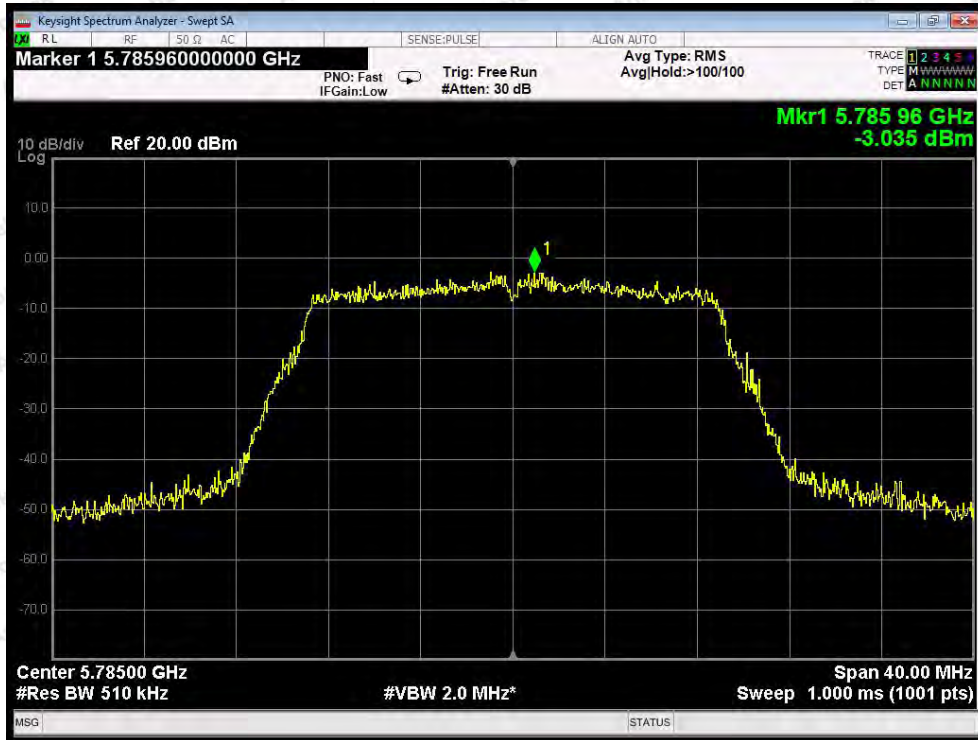 Keysight Spectrum Analyzer - Swept SA
LXI RL RF 50 Ω AC SENSE:PULSE ALIGN AUTO
Marker 1 5.785960000000 GHz
PNO: Fast
IFGain:Low
Trig: Free Run
#Atten: 30 dB
Avg Type: RMS
Avg|Hold:>100/100
TRACE 1 2 3 4 5 6
TYPE M W W W W W
DET A N N N N N
Mkr1 5.785 96 GHz
-3.035 dBm
10 dB/div Ref 20.00 dBm
Log
10.0
1
0.00
-10.0
-20.0
-30.0
-40.0
-50.0
-60.0
-70.0
Center 5.78500 GHz Span 40.00 MHz
#Res BW 510 kHz #VBW 2.0 MHz* Sweep 1.000 ms (1001 pts)
MSG STATUS